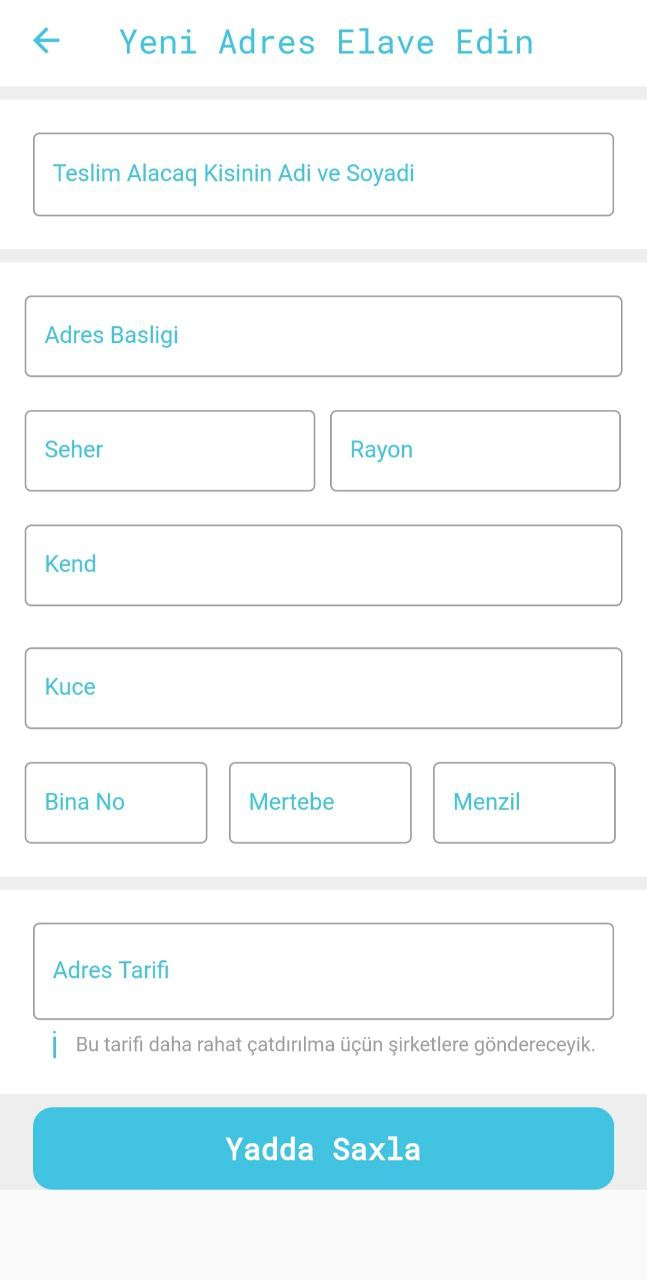 Yeni Adres Elave Edin
Teslim Alacaq Kisinin Adi ve Soyadi
Adres Basligi
Seher
Rayon
Kend
Kuce
Bina No
Mertebe
Menzil
Adres Tarifi
Bu tarifi daha rahat çatdırılma üçün şirketlere göndereceyik.
Yadda Saxla